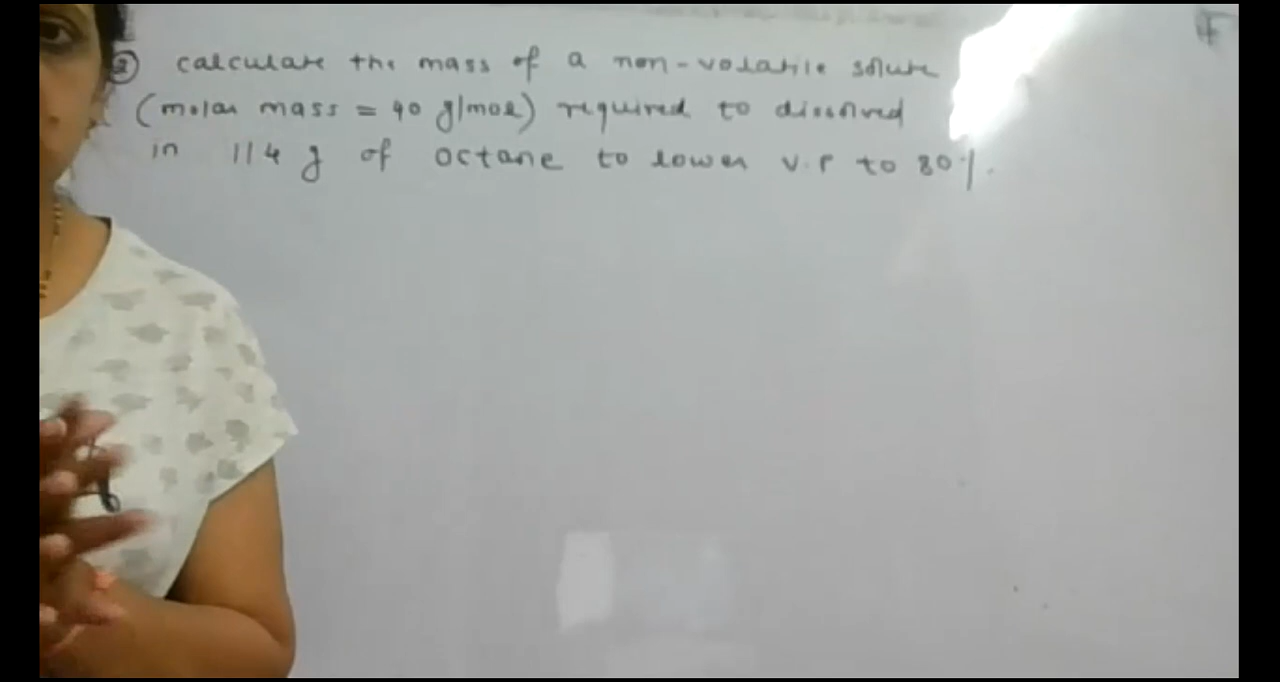 ② calculate the mass of a non-volatile solute
(molar mass = 40 g/mol) required to dissolved
in 114 g of octane to lower v.p to 80%.